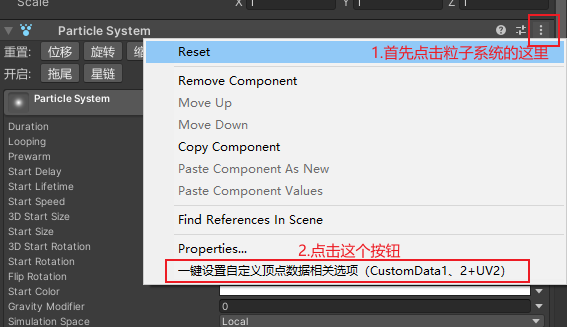 Scale X 1 Y 1 Z 1
Particle System
重置: 位移 旋转
开启: 拖尾 星链
Particle System
Duration
Looping
Prewarm
Start Delay
Start Lifetime
Start Speed
3D Start Size
Start Size
3D Start Rotation
Start Rotation
Flip Rotation
Start Color
Gravity Modifier 0
Simulation Space Local
Reset
1.首先点击粒子系统的这里
Remove Component
Move Up
Move Down
Copy Component
Paste Component As New
Paste Component Values
Find References In Scene
Properties...
2.点击这个按钮
一键设置自定义顶点数据相关选项（CustomData1、2+UV2）